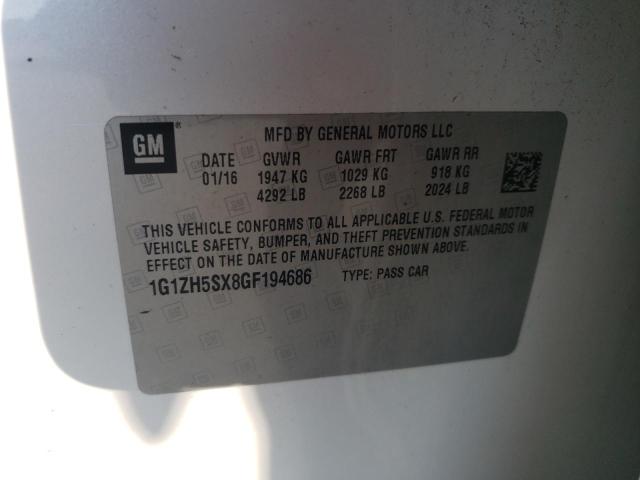 GM
MFD BY GENERAL MOTORS LLC
DATE GVWR GAWR FRT GAWR RR
01/16 1947 KG 1029 KG 918 KG
4292 LB 2268 LB 2024 LB
THIS VEHICLE CONFORMS TO ALL APPLICABLE U.S. FEDERAL MOTOR
VEHICLE SAFETY, BUMPER, AND THEFT PREVENTION STANDARDS IN
EFFECT ON THE DATE OF MANUFACTURE SHOWN ABOVE.
1G1ZH5SX8GF194686 TYPE: PASS CAR